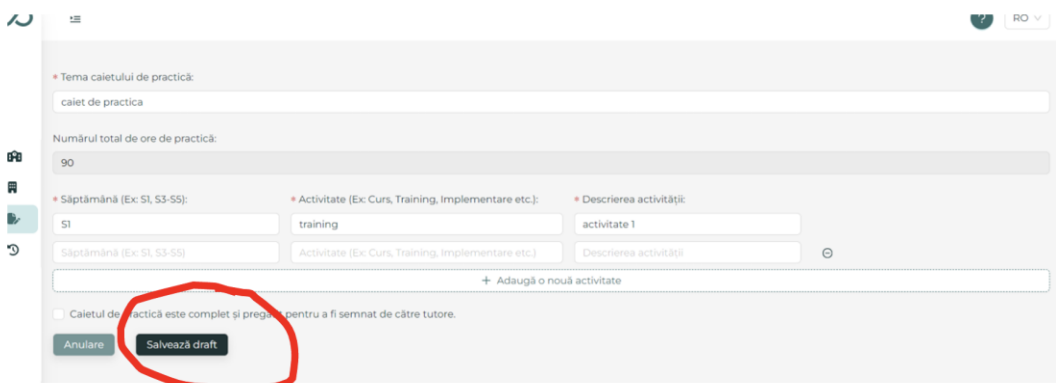 ? RO
* Tema caietului de practică:
caiet de practica
Numărul total de ore de practică:
90
* Săptămână (Ex: S1, S3-S5): * Activitate (Ex: Curs, Training, Implementare etc.): * Descrierea activității:
S1 training activitate 1
Săptămână (Ex: S1, S3-S5) Activitate (Ex: Curs, Training, Implementare etc.) Descrierea activității
+ Adaugă o nouă activitate
Caietul de practică este complet și pregătit pentru a fi semnat de către tutore.
Anulare Salvează draft